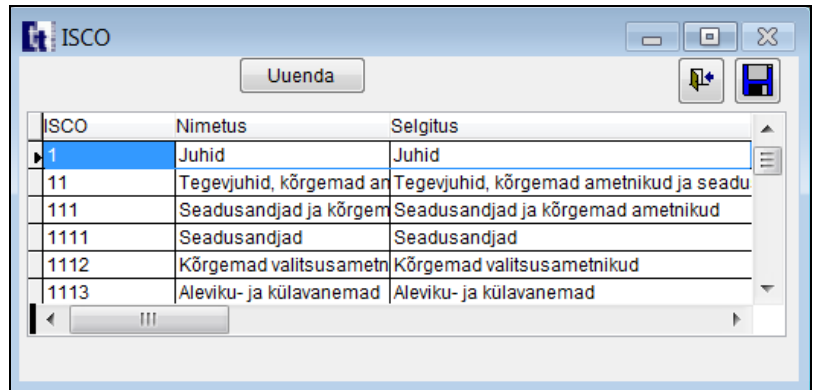 ISCO
Uuenda
ISCO Nimetus Selgitus
1 Juhid Juhid
11 Tegevjuhid, kõrgemad an Tegevjuhid, kõrgemad ametnikud ja seadu
111 Seadusandjad ja kõrgem Seadusandjad ja kõrgemad ametnikud
1111 Seadusandjad Seadusandjad
1112 Kõrgemad valitsusametn Kõrgemad valitsusametnikud
1113 Aleviku- ja külavanemad Aleviku- ja külavanemad